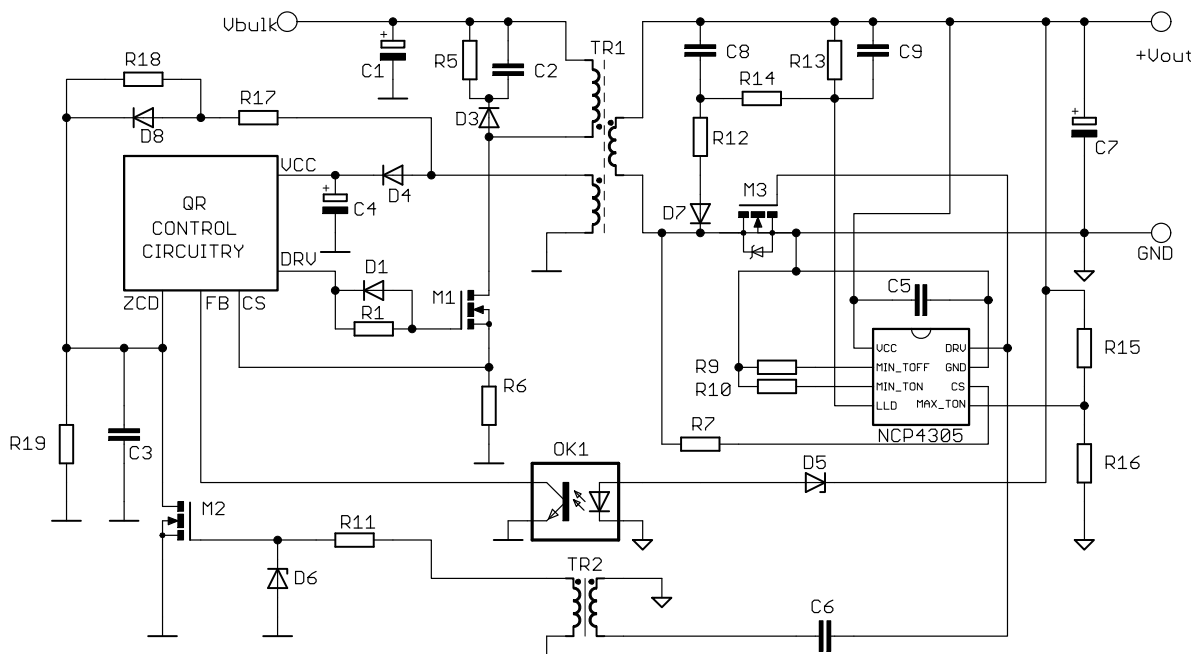 Vbulk
C1
R5
C2
TR1
C8
R13
C9
+Vout
R18
R14
D8
R17
D3
R12
C7
VCC
QR
CONTROL
CIRCUITRY
D4
C4
M3
D7
GND
DRV
D1
M1
C5
ZCD
FB
CS
R1
VCC
DRV
MIN_TOFF
GND
MIN_TON
CS
LLD
MAX_TON
NCP4305
R9
R10
R15
R6
R7
R19
C3
OK1
D5
R16
M2
R11
D6
TR2
C6